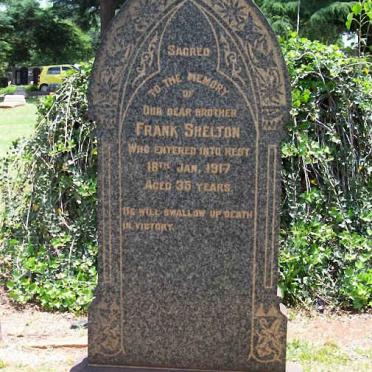 Sacred
to the memory
of
Our dear brother
Frank Shelton
Who entered into rest
18th Jan. 1917
Aged 35 years
He will swallow up death
in victory